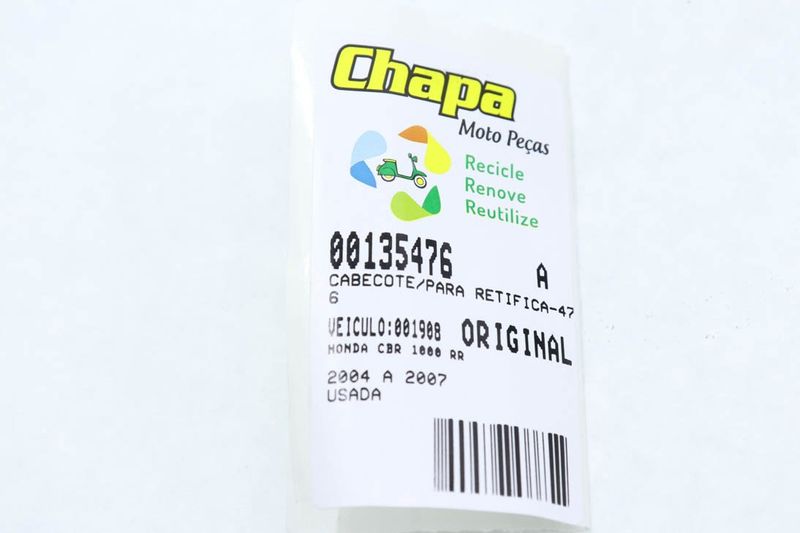 Chapa
Moto Peças
Recicle
Renove
Reutilize
00135476 A
CABECOTE/PARA RETIFICA-47
6
VEICULO:001908 ORIGINAL
HONDA CBR 1000 RR
2004 A 2007
USADA